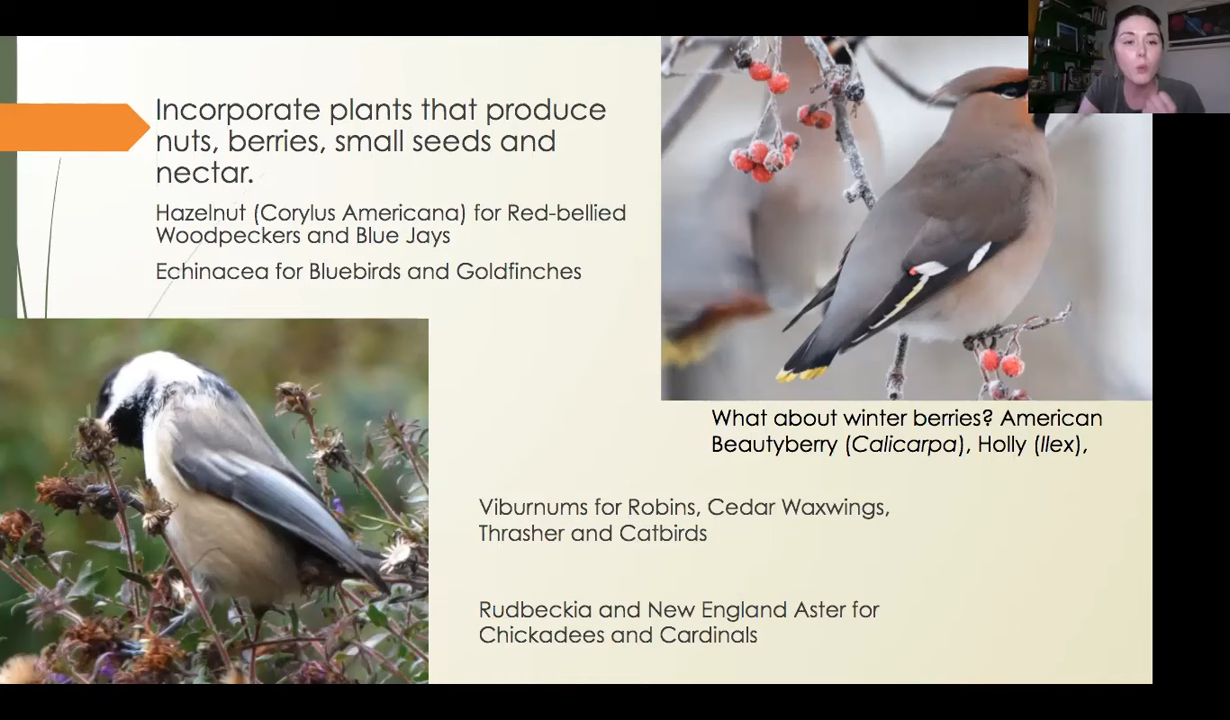 Incorporate plants that produce
nuts, berries, small seeds and
nectar.
Hazelnut (Corylus Americana) for Red-bellied
Woodpeckers and Blue Jays
Echinacea for Bluebirds and Goldfinches
What about winter berries? American
Beautyberry (Calicarpa), Holly (Ilex),
Viburnums for Robins, Cedar Waxwings,
Thrasher and Catbirds
Rudbeckia and New England Aster for
Chickadees and Cardinals